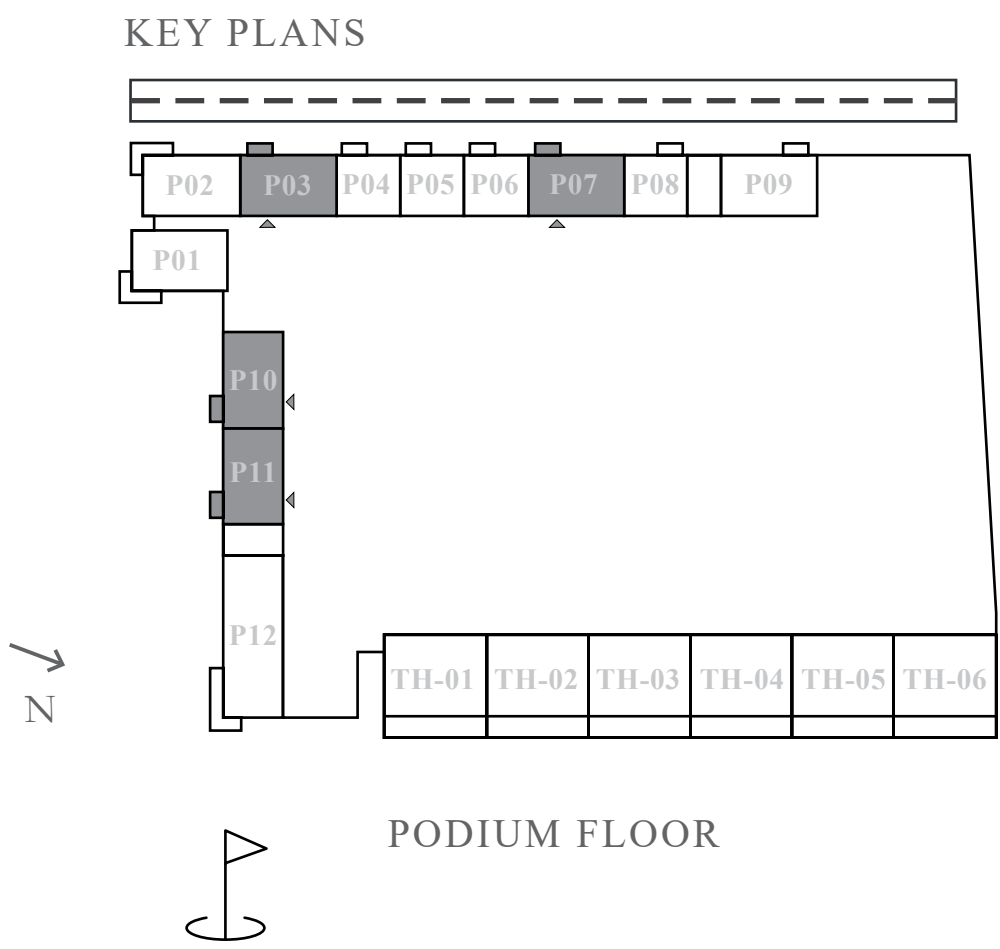 KEY PLANS
P02 P03 P04 P05 P06 P07 P08 P09
P01
P10
P11
P12
TH-01 TH-02 TH-03 TH-04 TH-05 TH-06
N
PODIUM FLOOR